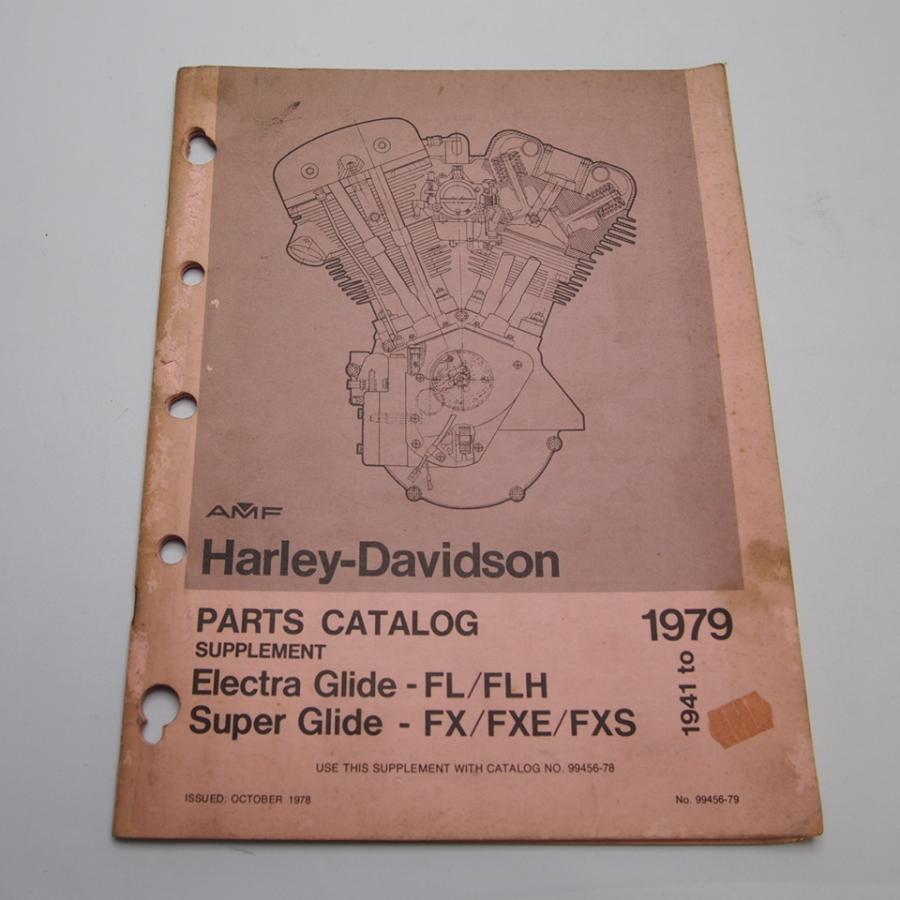 AMF
Harley-Davidson
PARTS CATALOG
SUPPLEMENT
Electra Glide - FL/FLH
Super Glide - FX/FXE/FXS
1941 to
1979
USE THIS SUPPLEMENT WITH CATALOG NO. 99456-78
ISSUED: OCTOBER 1978
No. 99456-79